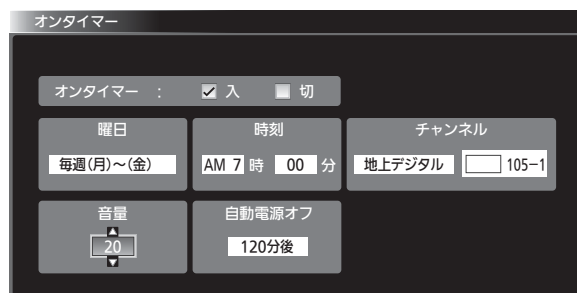 オンタイマー
オンタイマー : 入 切
曜日 時刻 チャンネル
毎週(月)～(金) AM 7 時 00 分 地上デジタル 105-1
音量 自動電源オフ
20 120分後